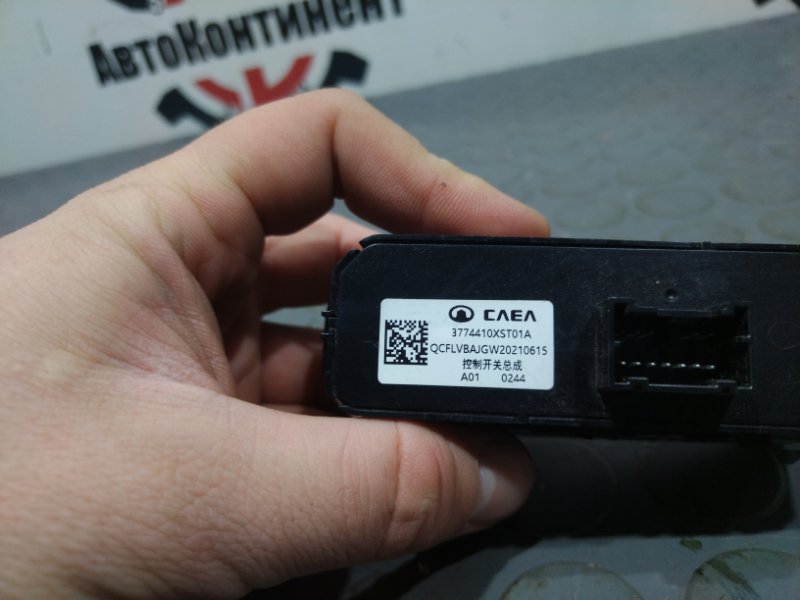 АвтоКонтинент
CAEA
3774410XST01A
QCFLVBAJGW20210615
控制开关总成
A01 0244